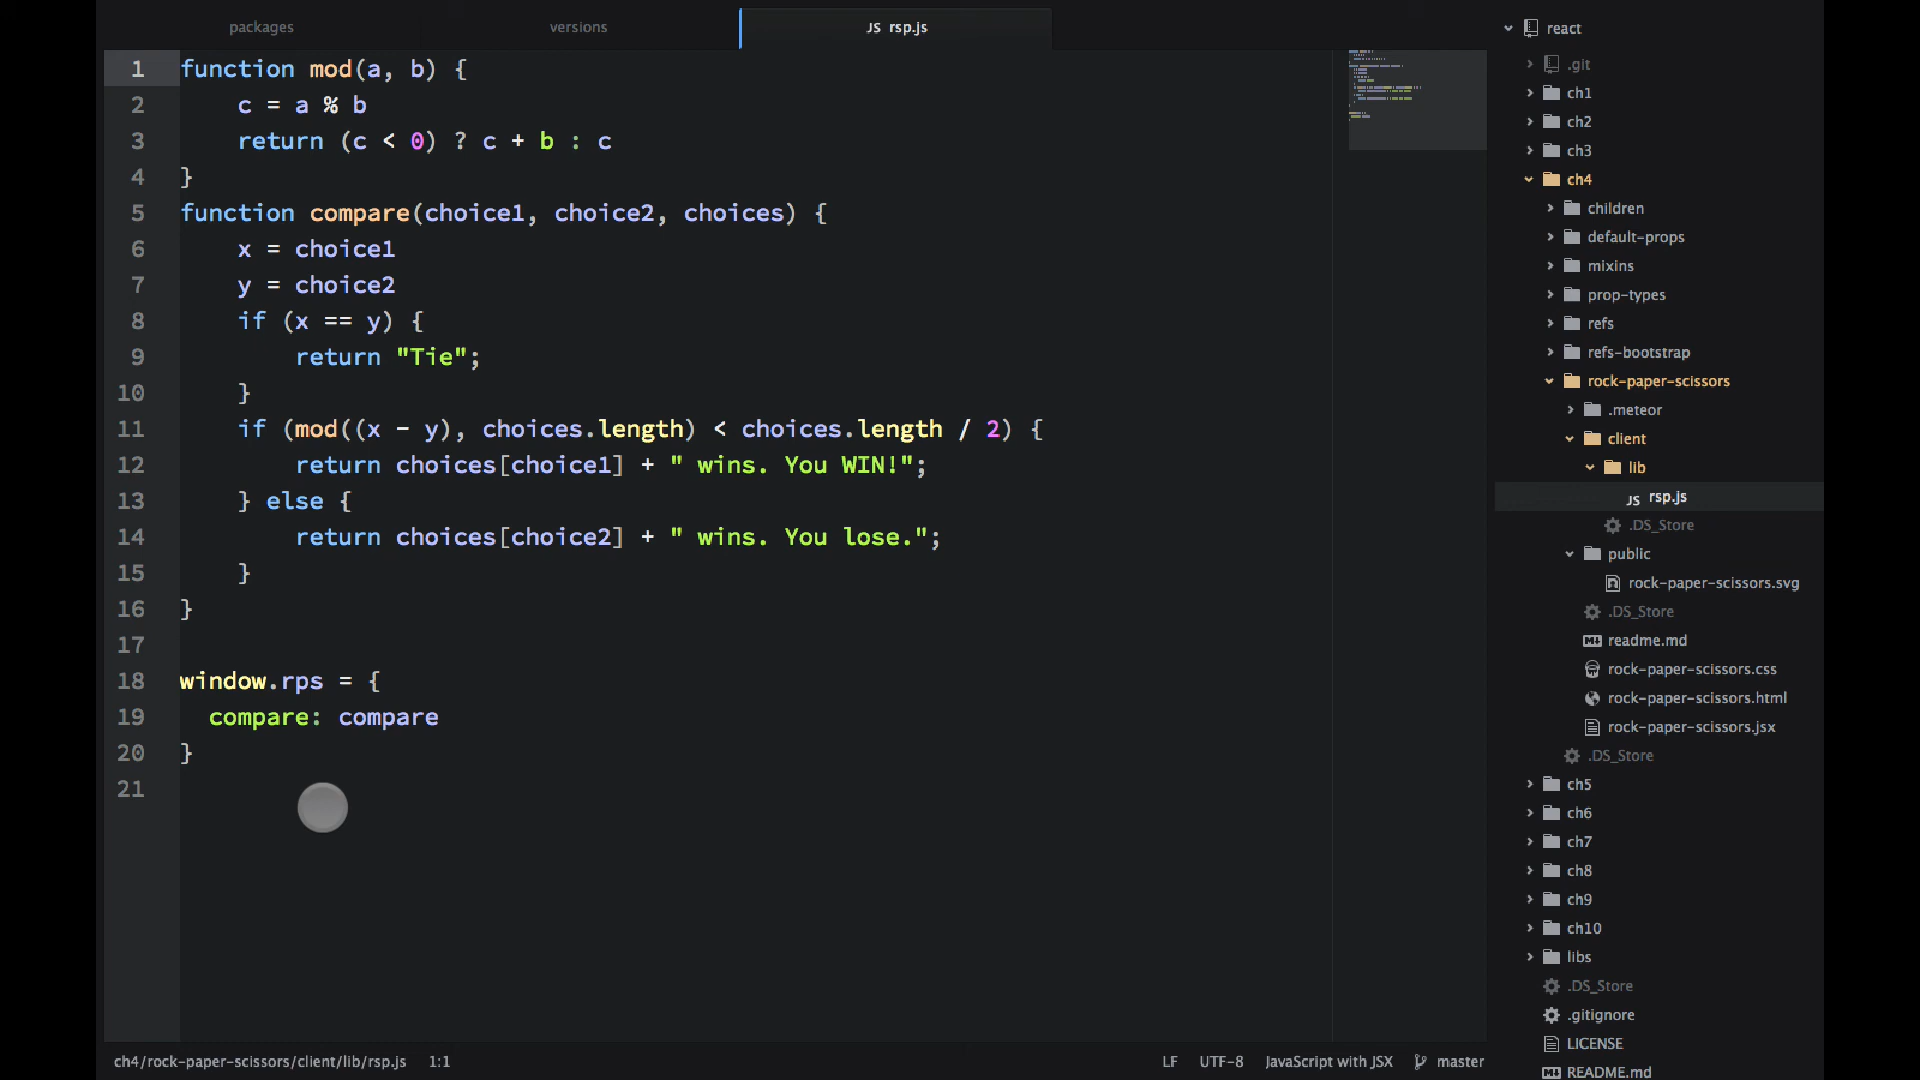 packages
versions
JS rsp.js
1 function mod(a, b) {
2 c = a % b
3 return (c < 0) ? c + b : c
4 }
5 function compare(choice1, choice2, choices) {
6 x = choice1
7 y = choice2
8 if (x == y) {
9 return "Tie";
10 }
11 if (mod((x - y), choices.length) < choices.length / 2) {
12 return choices[choice1] + " wins. You WIN!";
13 } else {
14 return choices[choice2] + " wins. You lose.";
15 }
16 }
17
18 window.rps = {
19 compare: compare
20 }
21
react
.git
ch1
ch2
ch3
ch4
children
default-props
mixins
prop-types
refs
refs-bootstrap
rock-paper-scissors
.meteor
client
lib
JS rsp.js
.DS_Store
public
rock-paper-scissors.svg
.DS_Store
readme.md
rock-paper-scissors.css
rock-paper-scissors.html
rock-paper-scissors.jsx
.DS_Store
ch5
ch6
ch7
ch8
ch9
ch10
libs
.DS_Store
.gitignore
LICENSE
README.md
ch4/rock-paper-scissors/client/lib/rsp.js 1:1
LF UTF-8 JavaScript with JSX master